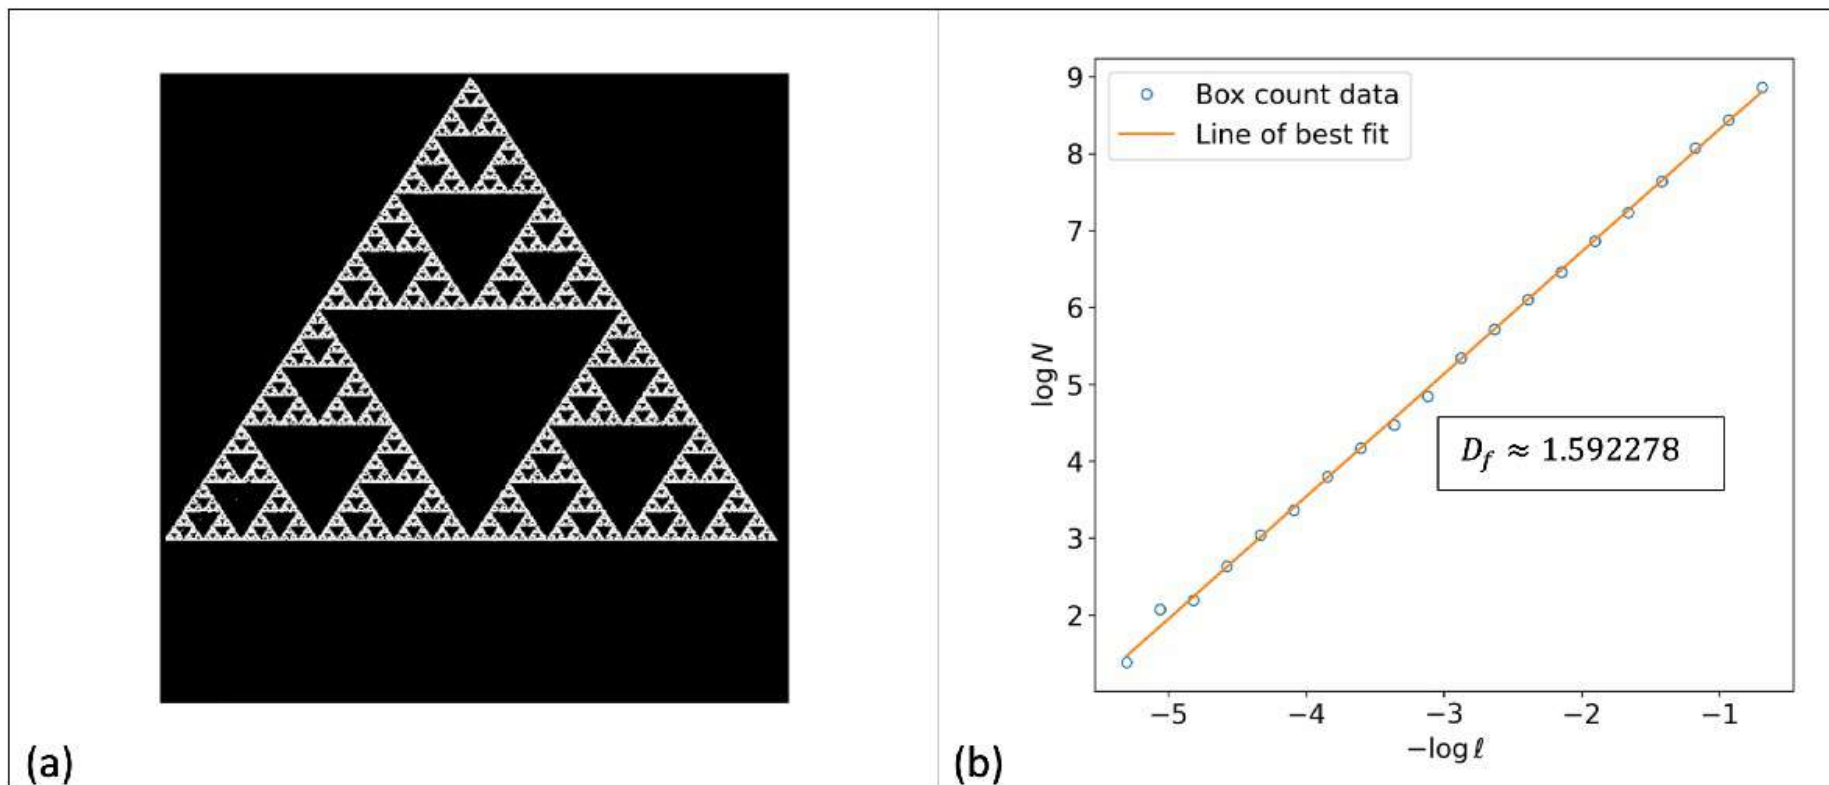 (a)
9
8
7
6
5
4
3
2
log N
Box count data
Line of best fit
D_f ≈ 1.592278
−5 −4 −3 −2 −1
−log ℓ
(b)